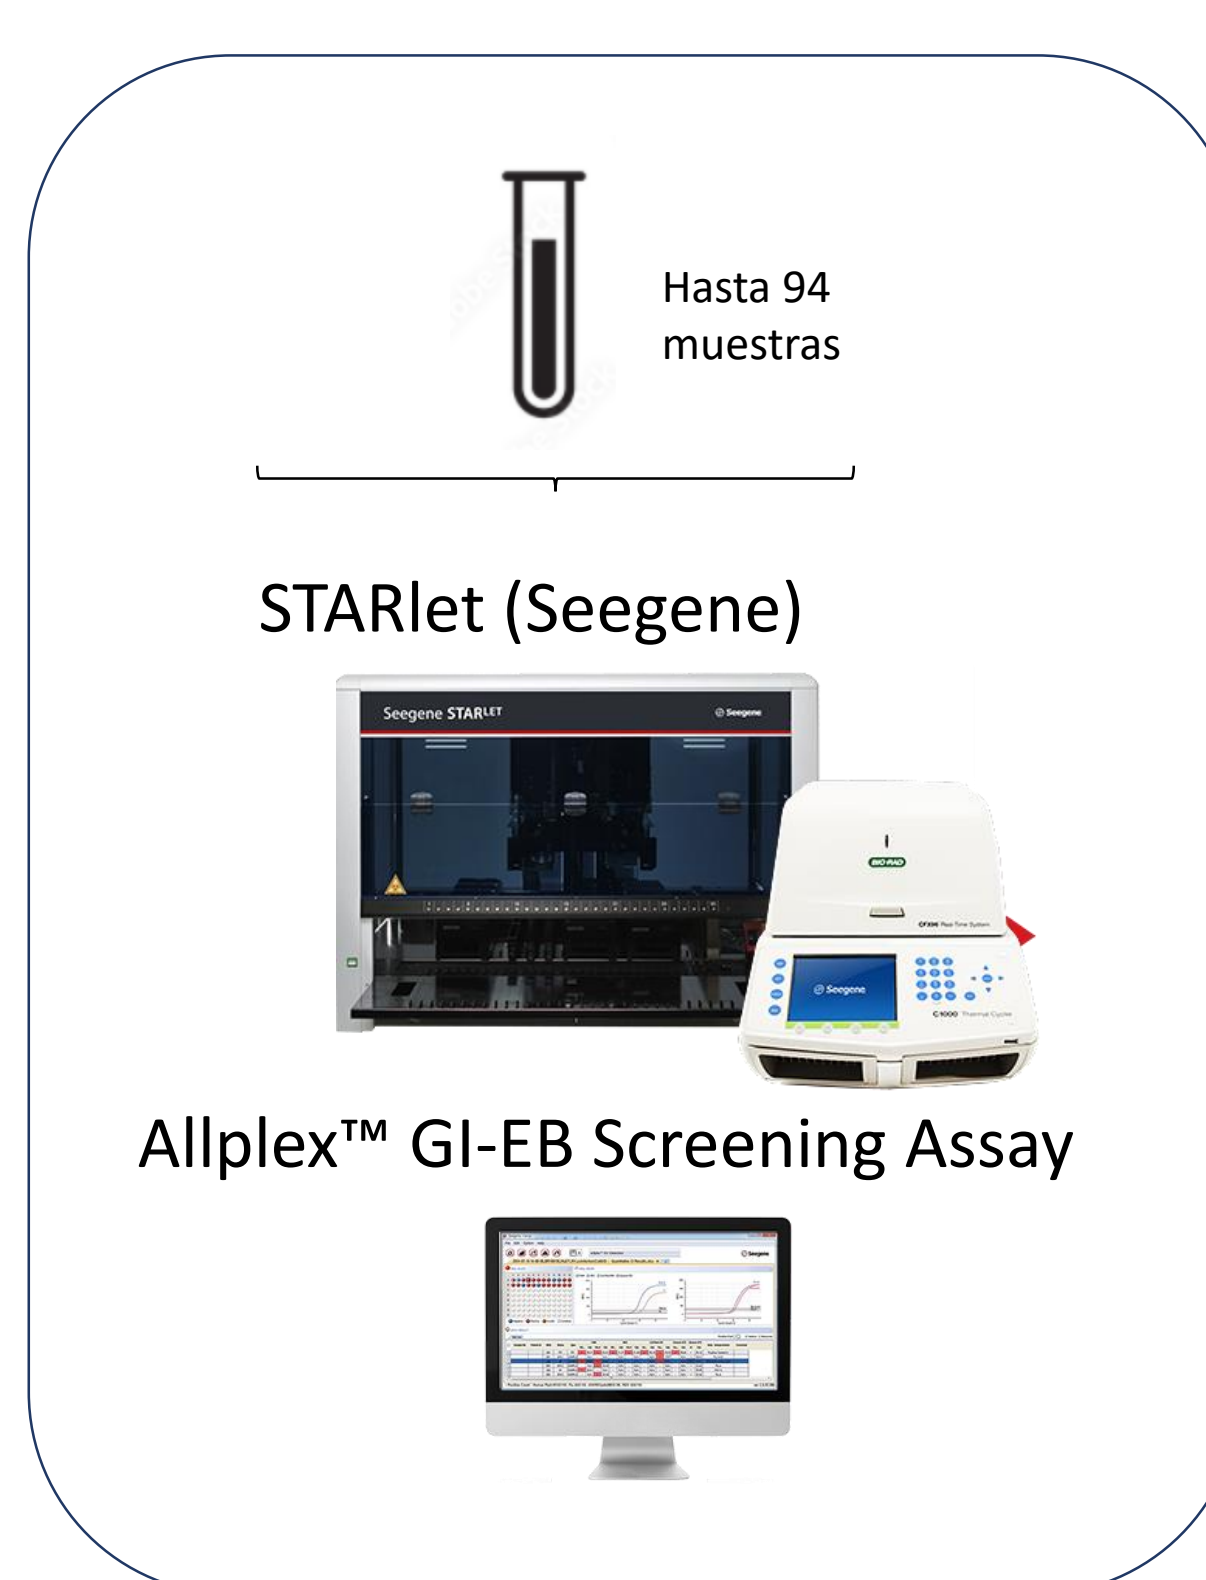 Hasta 94
muestras
STARlet (Seegene)
Seegene STARLET
Seegene
BIO-RAD
CFX96 Real-Time System
Seegene
C1000 Thermal Cycler
Allplex™ GI-EB Screening Assay
Seegene